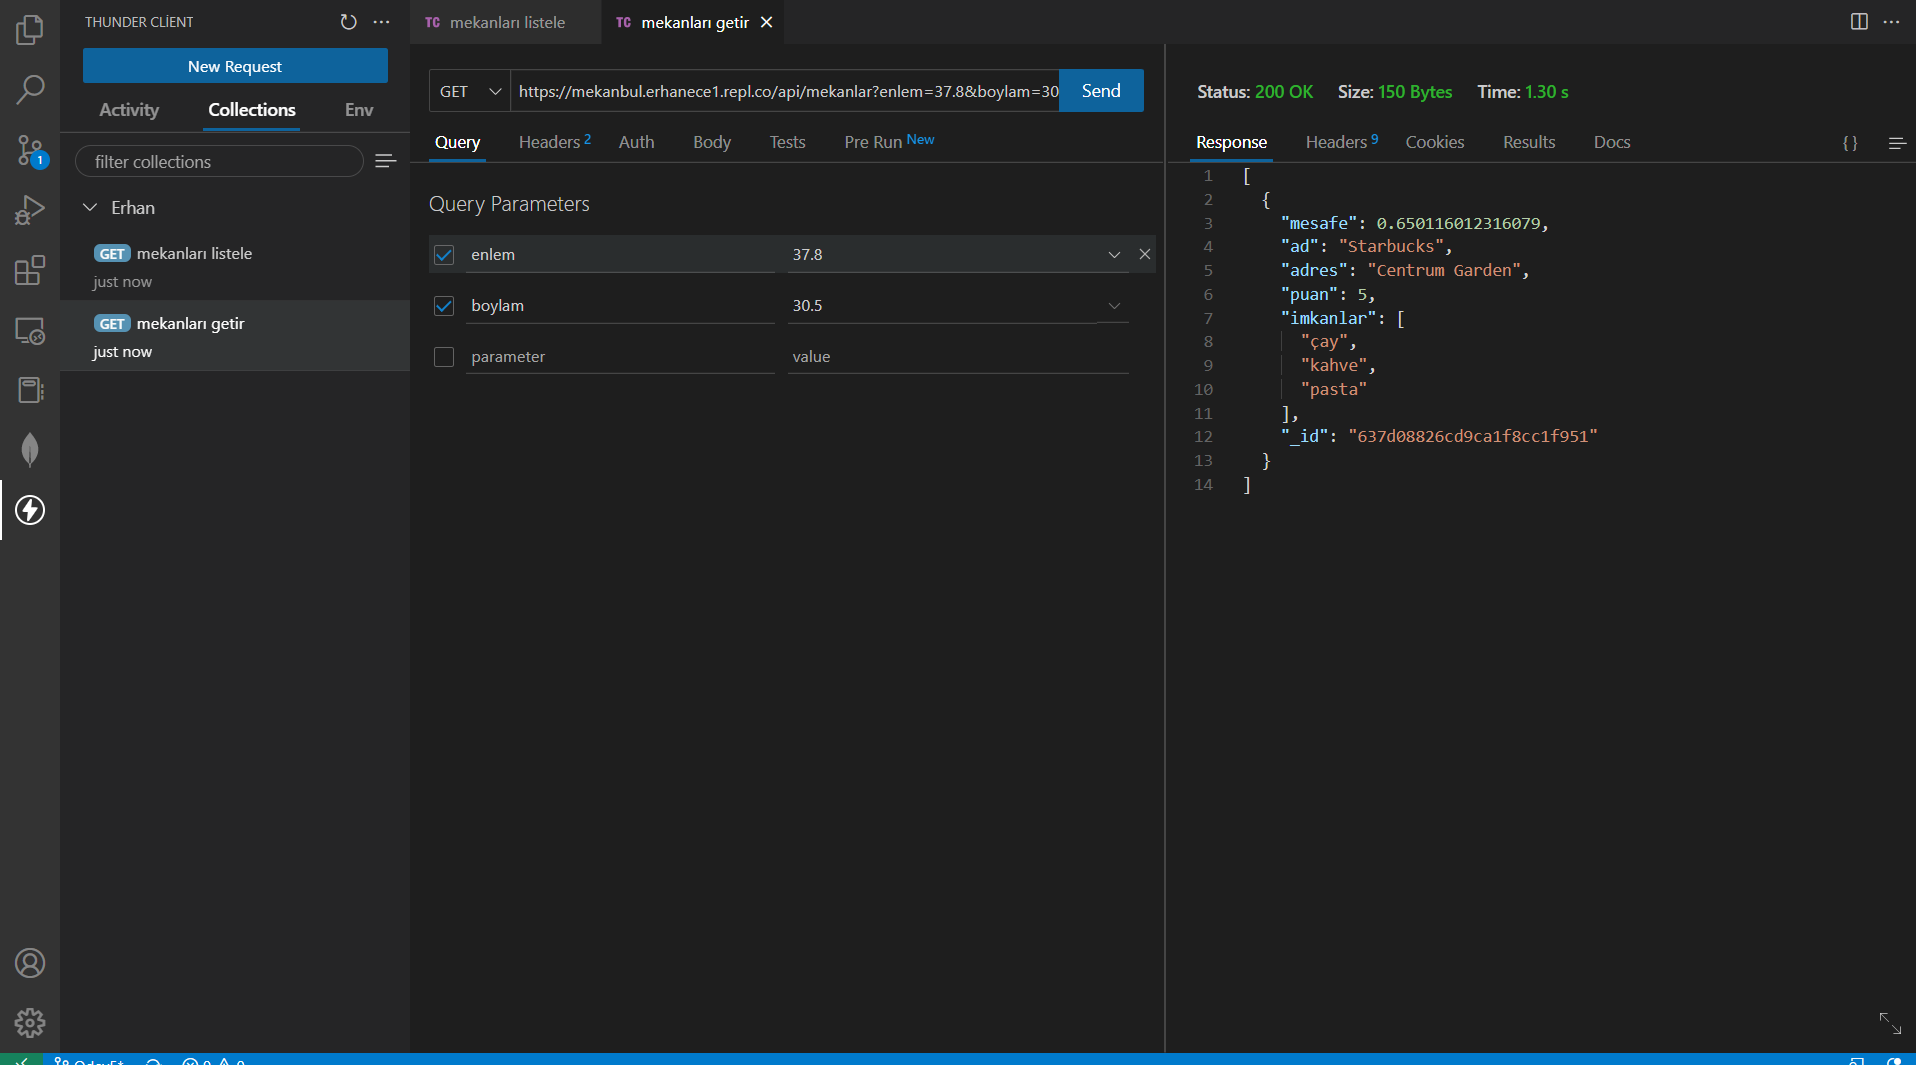 THUNDER CLİENT
New Request
Activity Collections Env
filter collections
Erhan
GET mekanları listele
just now
GET mekanları getir
just now
1
TC mekanları listele TC mekanları getir
GET https://mekanbul.erhanece1.repl.co/api/mekanlar?enlem=37.8&boylam=30 Send
Query Headers 2 Auth Body Tests Pre Run New
Query Parameters
enlem 37.8
boylam 30.5
parameter value
Status: 200 OK Size: 150 Bytes Time: 1.30 s
Response Headers 9 Cookies Results Docs { }
1 [
2 {
3 "mesafe": 0.650116012316079,
4 "ad": "Starbucks",
5 "adres": "Centrum Garden",
6 "puan": 5,
7 "imkanlar": [
8 "çay",
9 "kahve",
10 "pasta"
11 ],
12 "_id": "637d08826cd9ca1f8cc1f951"
13 }
14 ]